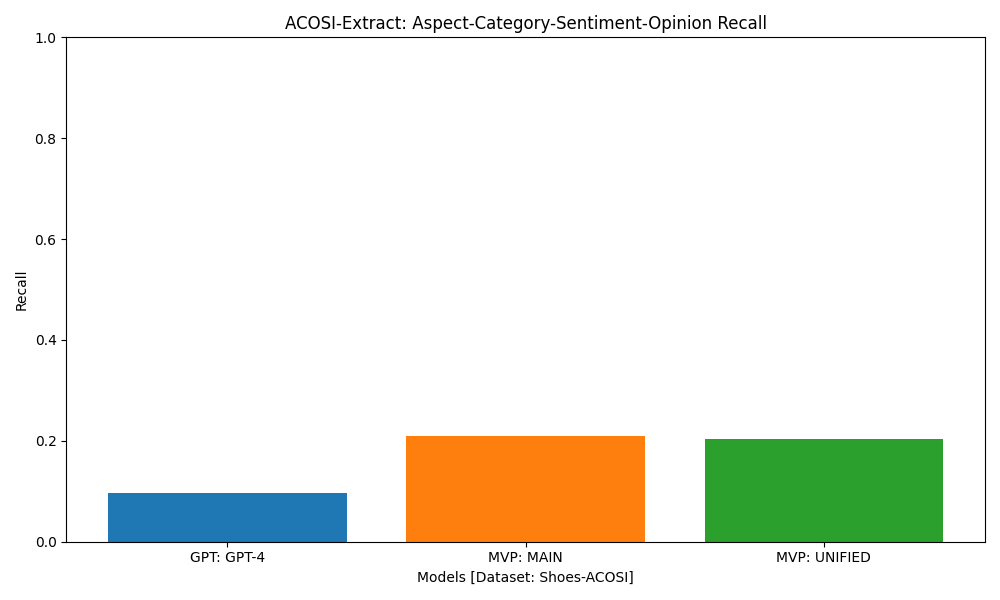 ACOSI-Extract: Aspect-Category-Sentiment-Opinion Recall
1.0
0.8
0.6
0.4
0.2
0.0
Recall
GPT: GPT-4
MVP: MAIN
MVP: UNIFIED
Models [Dataset: Shoes-ACOSI]